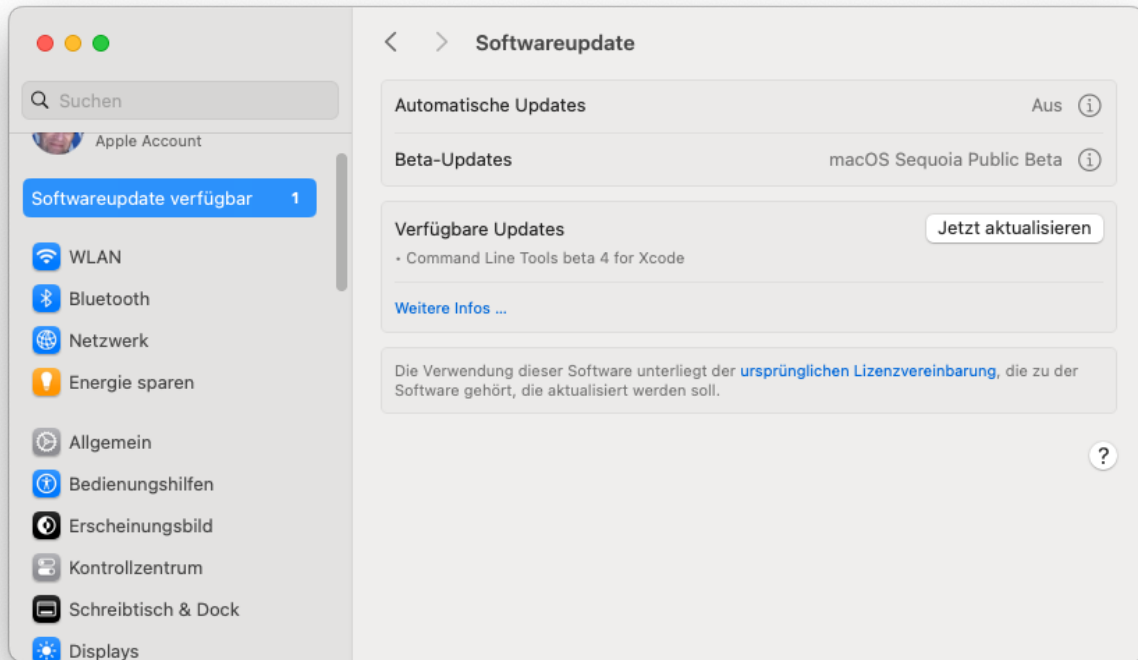 Suchen
Apple Account
Softwareupdate verfügbar 1
WLAN
Bluetooth
Netzwerk
Energie sparen
Allgemein
Bedienungshilfen
Erscheinungsbild
Kontrollzentrum
Schreibtisch & Dock
Displays
Softwareupdate
Automatische Updates Aus
Beta-Updates macOS Sequoia Public Beta
Verfügbare Updates Jetzt aktualisieren
• Command Line Tools beta 4 for Xcode
Weitere Infos ...
Die Verwendung dieser Software unterliegt der ursprünglichen Lizenzvereinbarung, die zu der
Software gehört, die aktualisiert werden soll.
?